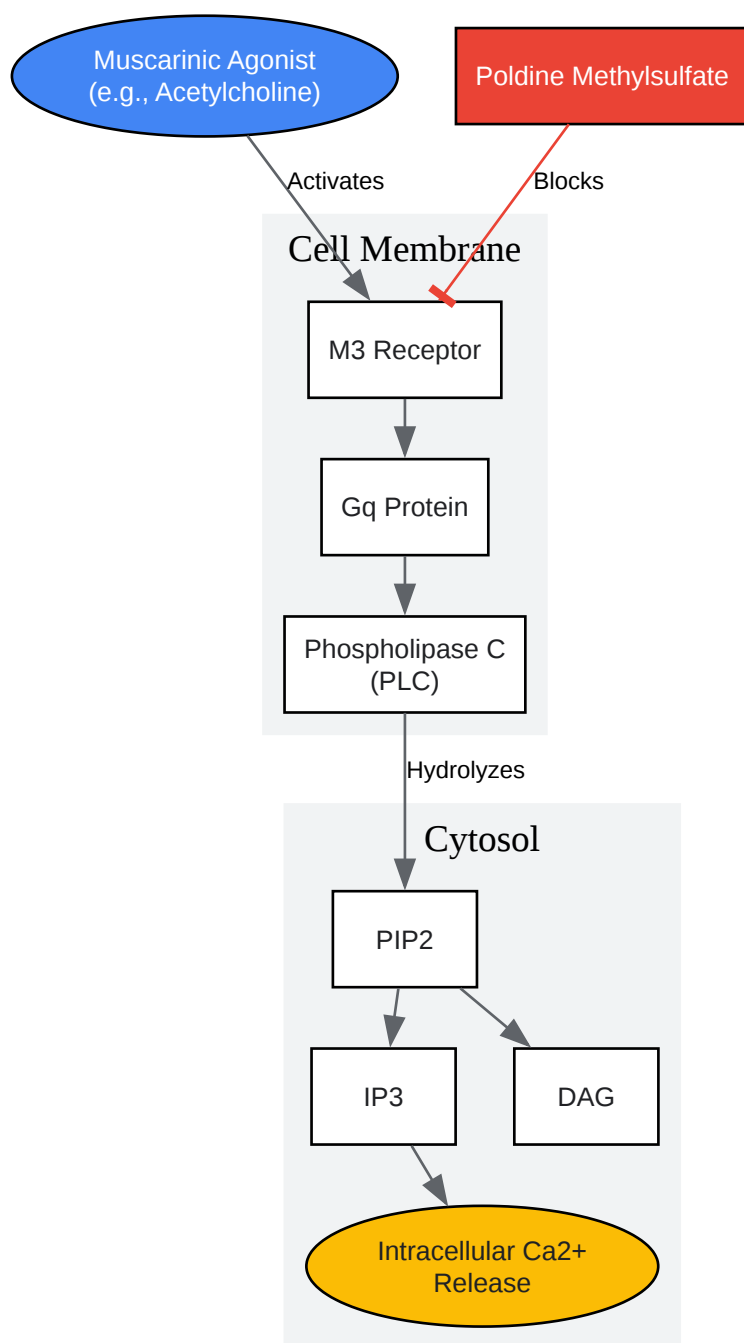 Muscarinic Agonist
(e.g., Acetylcholine)
Poldine Methylsulfate
Activates
Blocks
Cell Membrane
M3 Receptor
Gq Protein
Phospholipase C
(PLC)
Hydrolyzes
Cytosol
PIP2
IP3
DAG
Intracellular Ca2+
Release